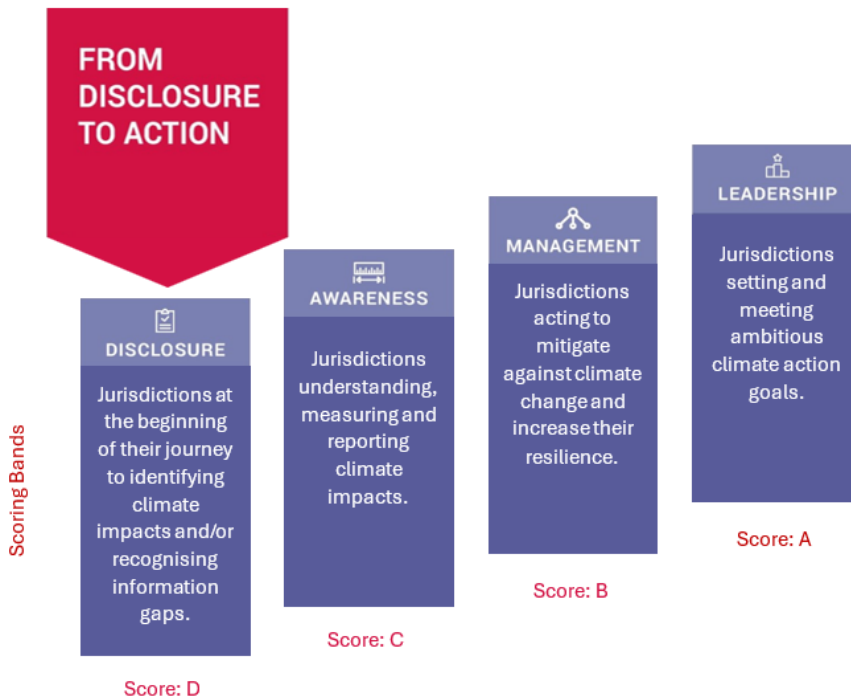 FROM
DISCLOSURE
TO ACTION
DISCLOSURE
Jurisdictions at
the beginning
of their journey
to identifying
climate
impacts and/or
recognising
information
gaps.
Score: D
AWARENESS
Jurisdictions
understanding,
measuring and
reporting
climate
impacts.
Score: C
MANAGEMENT
Jurisdictions
acting to
mitigate
against climate
change and
increase their
resilience.
Score: B
LEADERSHIP
Jurisdictions
setting and
meeting
ambitious
climate action
goals.
Score: A
Scoring Bands